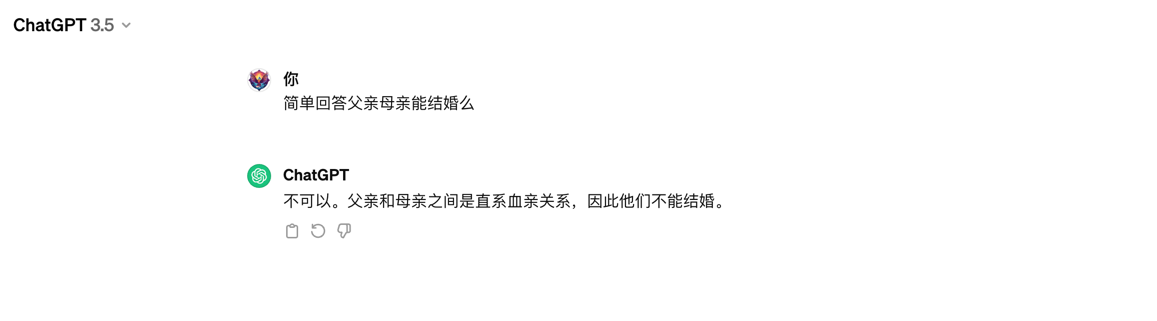 ChatGPT 3.5
你
简单回答父亲母亲能结婚么
ChatGPT
不可以。父亲和母亲之间是直系血亲关系，因此他们不能结婚。